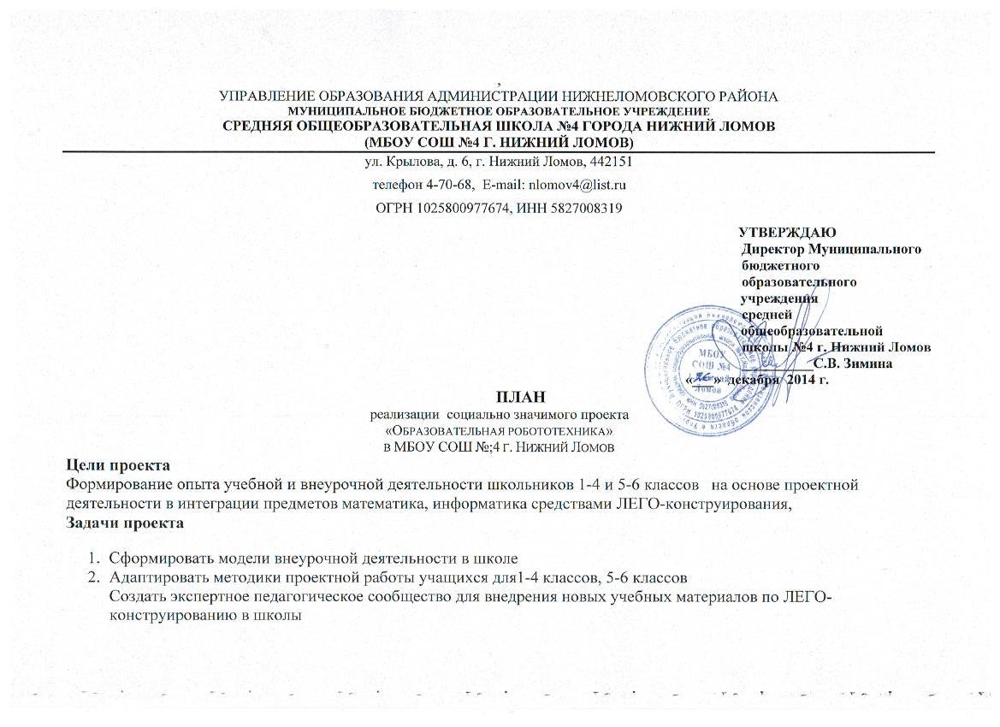 УПРАВЛЕНИЕ ОБРАЗОВАНИЯ АДМИНИСТРАЦИИ НИЖНЕЛОМОВСКОГО РАЙОНА
МУНИЦИПАЛЬНОЕ БЮДЖЕТНОЕ ОБРАЗОВАТЕЛЬНОЕ УЧРЕЖДЕНИЕ
СРЕДНЯЯ ОБЩЕОБРАЗОВАТЕЛЬНАЯ ШКОЛА №4 ГОРОДА НИЖНИЙ ЛОМОВ
(МБОУ СОШ №4 Г. НИЖНИЙ ЛОМОВ)
ул. Крылова, д. 6, г. Нижний Ломов, 442151
телефон 4-70-68, E-mail: nlomov4@list.ru
ОГРН 1025800977674, ИНН 5827008319
УТВЕРЖДАЮ
Директор Муниципального
бюджетного
образовательного
учреждения
средней
общеобразовательной
школы №4 г. Нижний Ломов
С.В. Зимина
«26» декабря 2014 г.
МБОУ
СОШ №4
г. Нижний
Ломов
ПЛАН
реализации социально значимого проекта
«ОБРАЗОВАТЕЛЬНАЯ РОБОТОТЕХНИКА»
в МБОУ СОШ №;4 г. НИЖНИЙ ЛОМОВ
Цели проекта
Формирование опыта учебной и внеурочной деятельности школьников 1-4 и 5-6 классов на основе проектной
деятельности в интеграции предметов математика, информатика средствами ЛЕГО-конструирования,
Задачи проекта
1. Сформировать модели внеурочной деятельности в школе
2. Адаптировать методики проектной работы учащихся для1-4 классов, 5-6 классов
Создать экспертное педагогическое сообщество для внедрения новых учебных материалов по ЛЕГО-
конструированию в школы